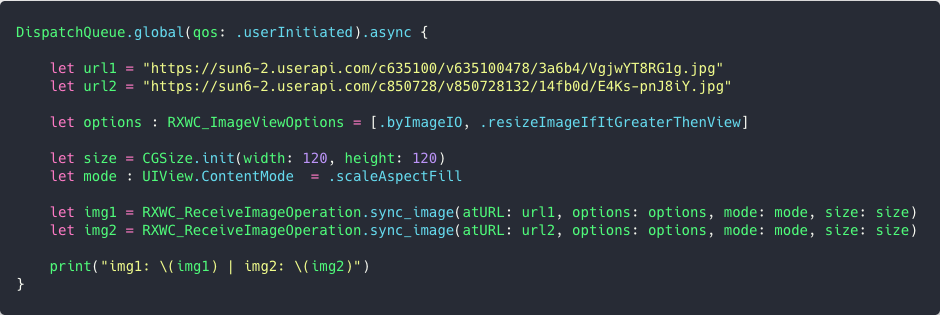 DispatchQueue.global(qos: .userInitiated).async {
let url1 = "https://sun6-2.userapi.com/c635100/v635100478/3a6b4/VgjwYT8RG1g.jpg"
let url2 = "https://sun6-2.userapi.com/c850728/v850728132/14fb0d/E4Ks-pnJ8iY.jpg"
let options : RXWC_ImageViewOptions = [.byImageIO, .resizeImageIfItGreaterThenView]
let size = CGSize.init(width: 120, height: 120)
let mode : UIView.ContentMode  = .scaleAspectFill
let img1 = RXWC_ReceiveImageOperation.sync_image(atURL: url1, options: options, mode: mode, size: size)
let img2 = RXWC_ReceiveImageOperation.sync_image(atURL: url2, options: options, mode: mode, size: size)
print("img1: \(img1) | img2: \(img2)")
}